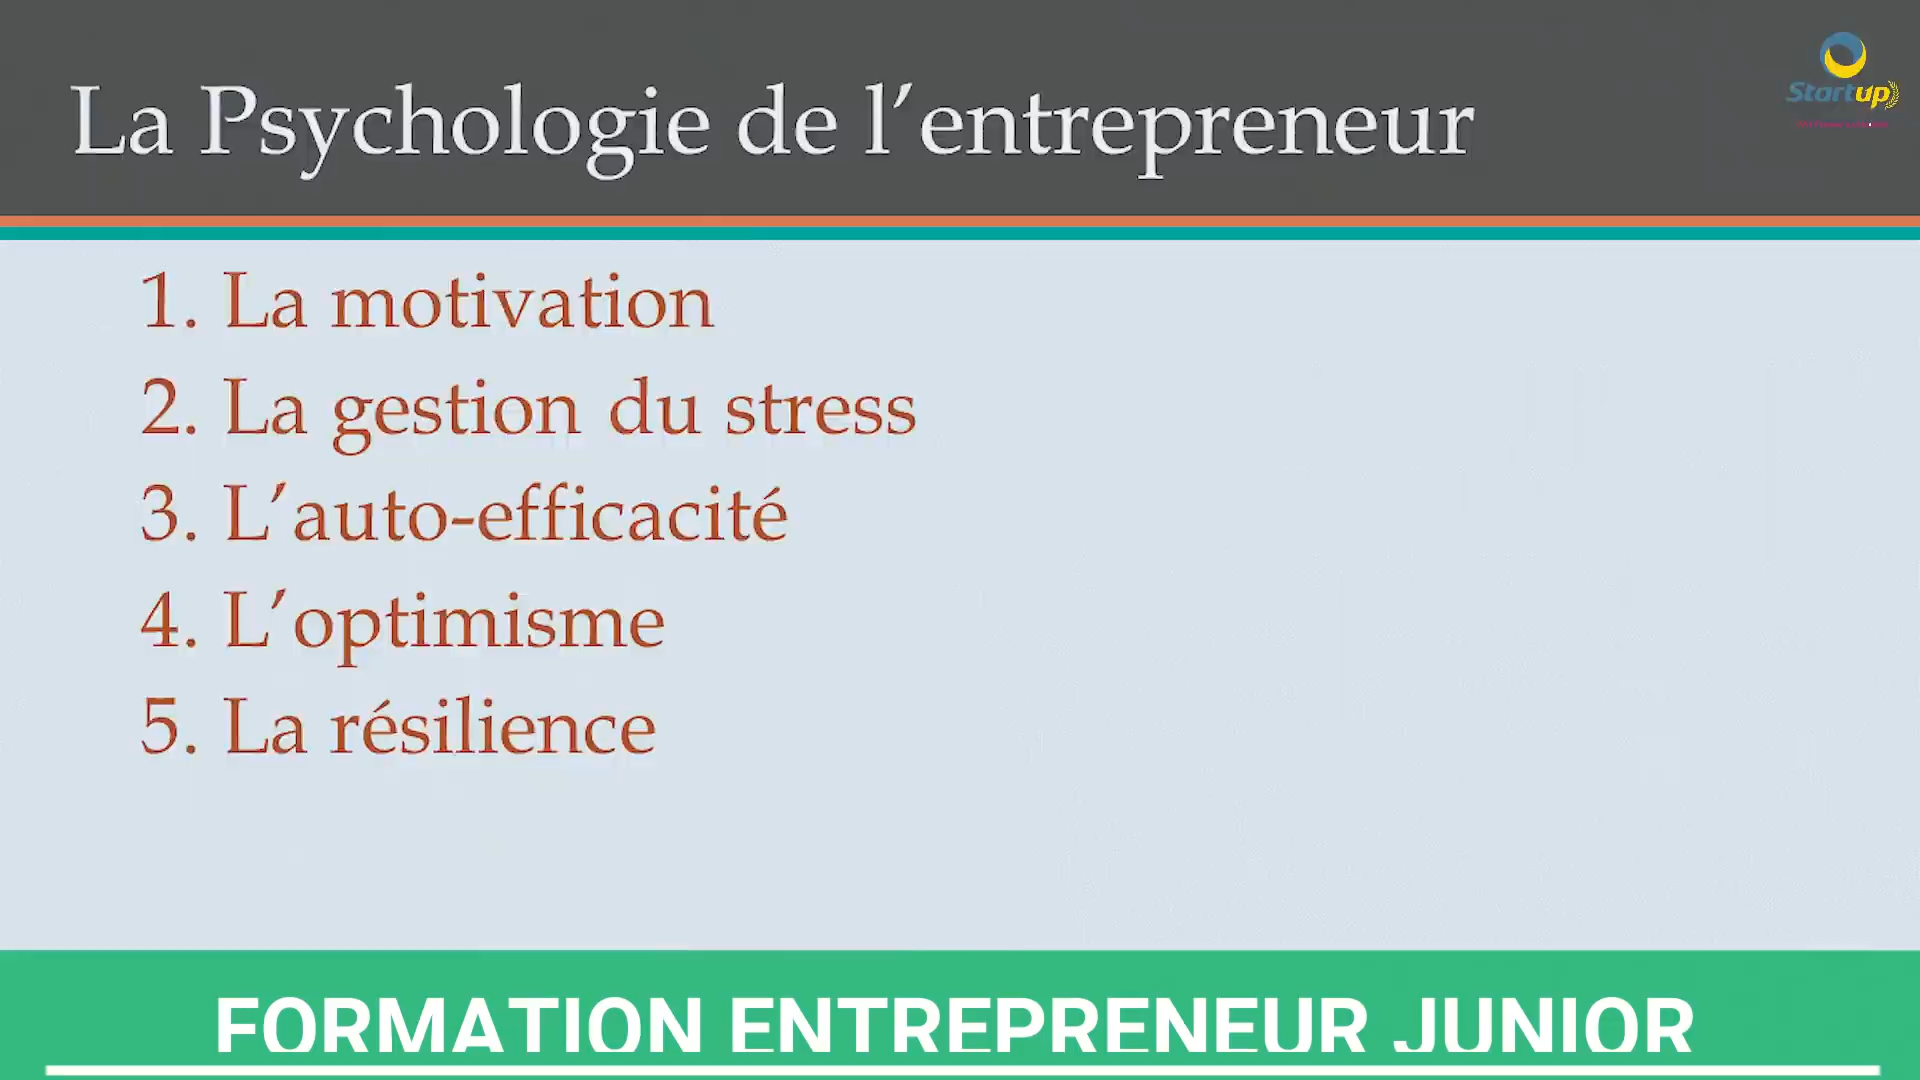 La Psychologie de l’entrepreneur
Startup
1. La motivation
2. La gestion du stress
3. L’auto-efficacité
4. L’optimisme
5. La résilience
FORMATION ENTREPRENEUR JUNIOR